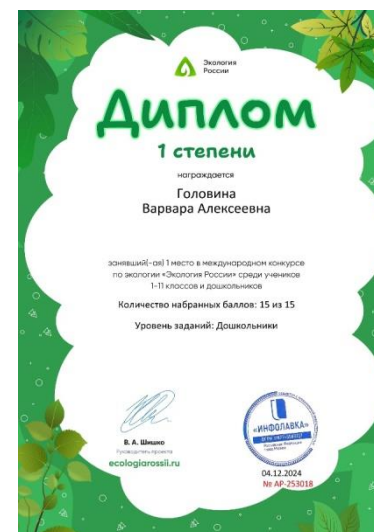 Экология
России
Диплом
1 степени
награждается
Головина
Варвара Алексеевна
занявший(-ая) 1 место в международном конкурсе
по экологии «Экология России» среди учеников
1-11 классов и дошкольников
Количество набранных баллов: 15 из 15
Уровень заданий: Дошкольники
В. А. Шишко
Руководитель проекта
ecologiarossii.ru
«ИНФОЛАВКА»
04.12.2024
№ AP-253018